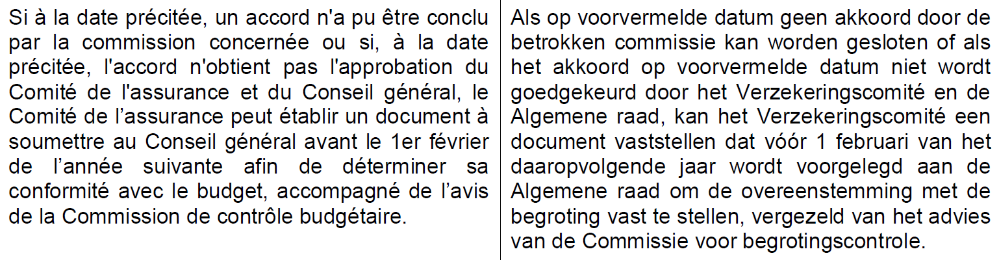 Si à la date précitée, un accord n'a pu être conclu
par la commission concernée ou si, à la date
précitée, l'accord n'obtient pas l'approbation du
Comité de l'assurance et du Conseil général, le
Comité de l’assurance peut établir un document à
soumettre au Conseil général avant le 1er février
de l’année suivante afin de déterminer sa
conformité avec le budget, accompagné de l’avis
de la Commission de contrôle budgétaire.
Als op voorvermelde datum geen akkoord door de
betrokken commissie kan worden gesloten of als
het akkoord op voorvermelde datum niet wordt
goedgekeurd door het Verzekeringscomité en de
Algemene raad, kan het Verzekeringscomité een
document vaststellen dat vóór 1 februari van het
daaropvolgende jaar wordt voorgelegd aan de
Algemene raad om de overeenstemming met de
begroting vast te stellen, vergezeld van het advies
van de Commissie voor begrotingscontrole.